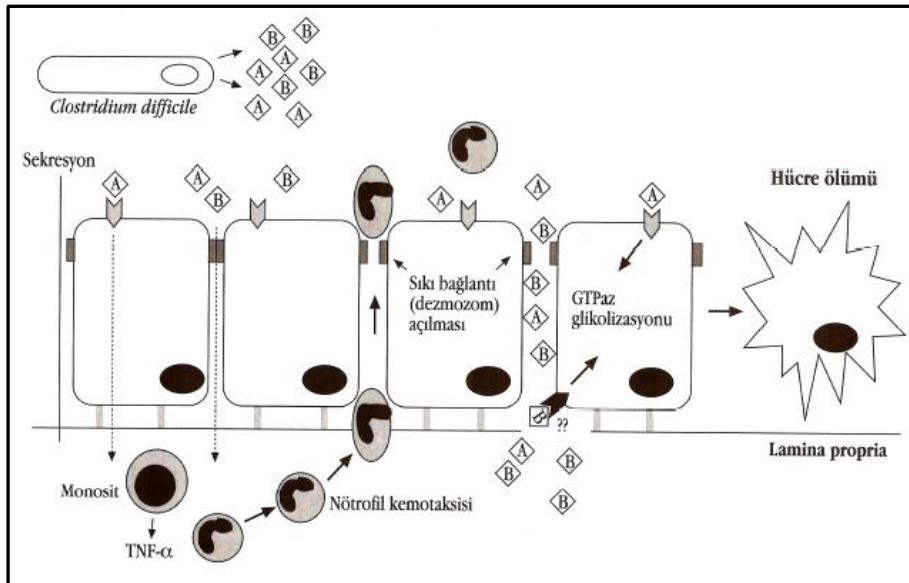 B
B
A
A
B
B
A
A
Clostridium difficile
Sekresyon
A
A
B
B
A
A
B
A
Hücre ölümü
Sıkı bağlantı
(dezmozom)
açılması
B
A
B
GTPaz
glikolizasyonu
B
??
A
B
B
B
Lamina propria
Monosit
TNF-α
Nötrofil kemotaksisi